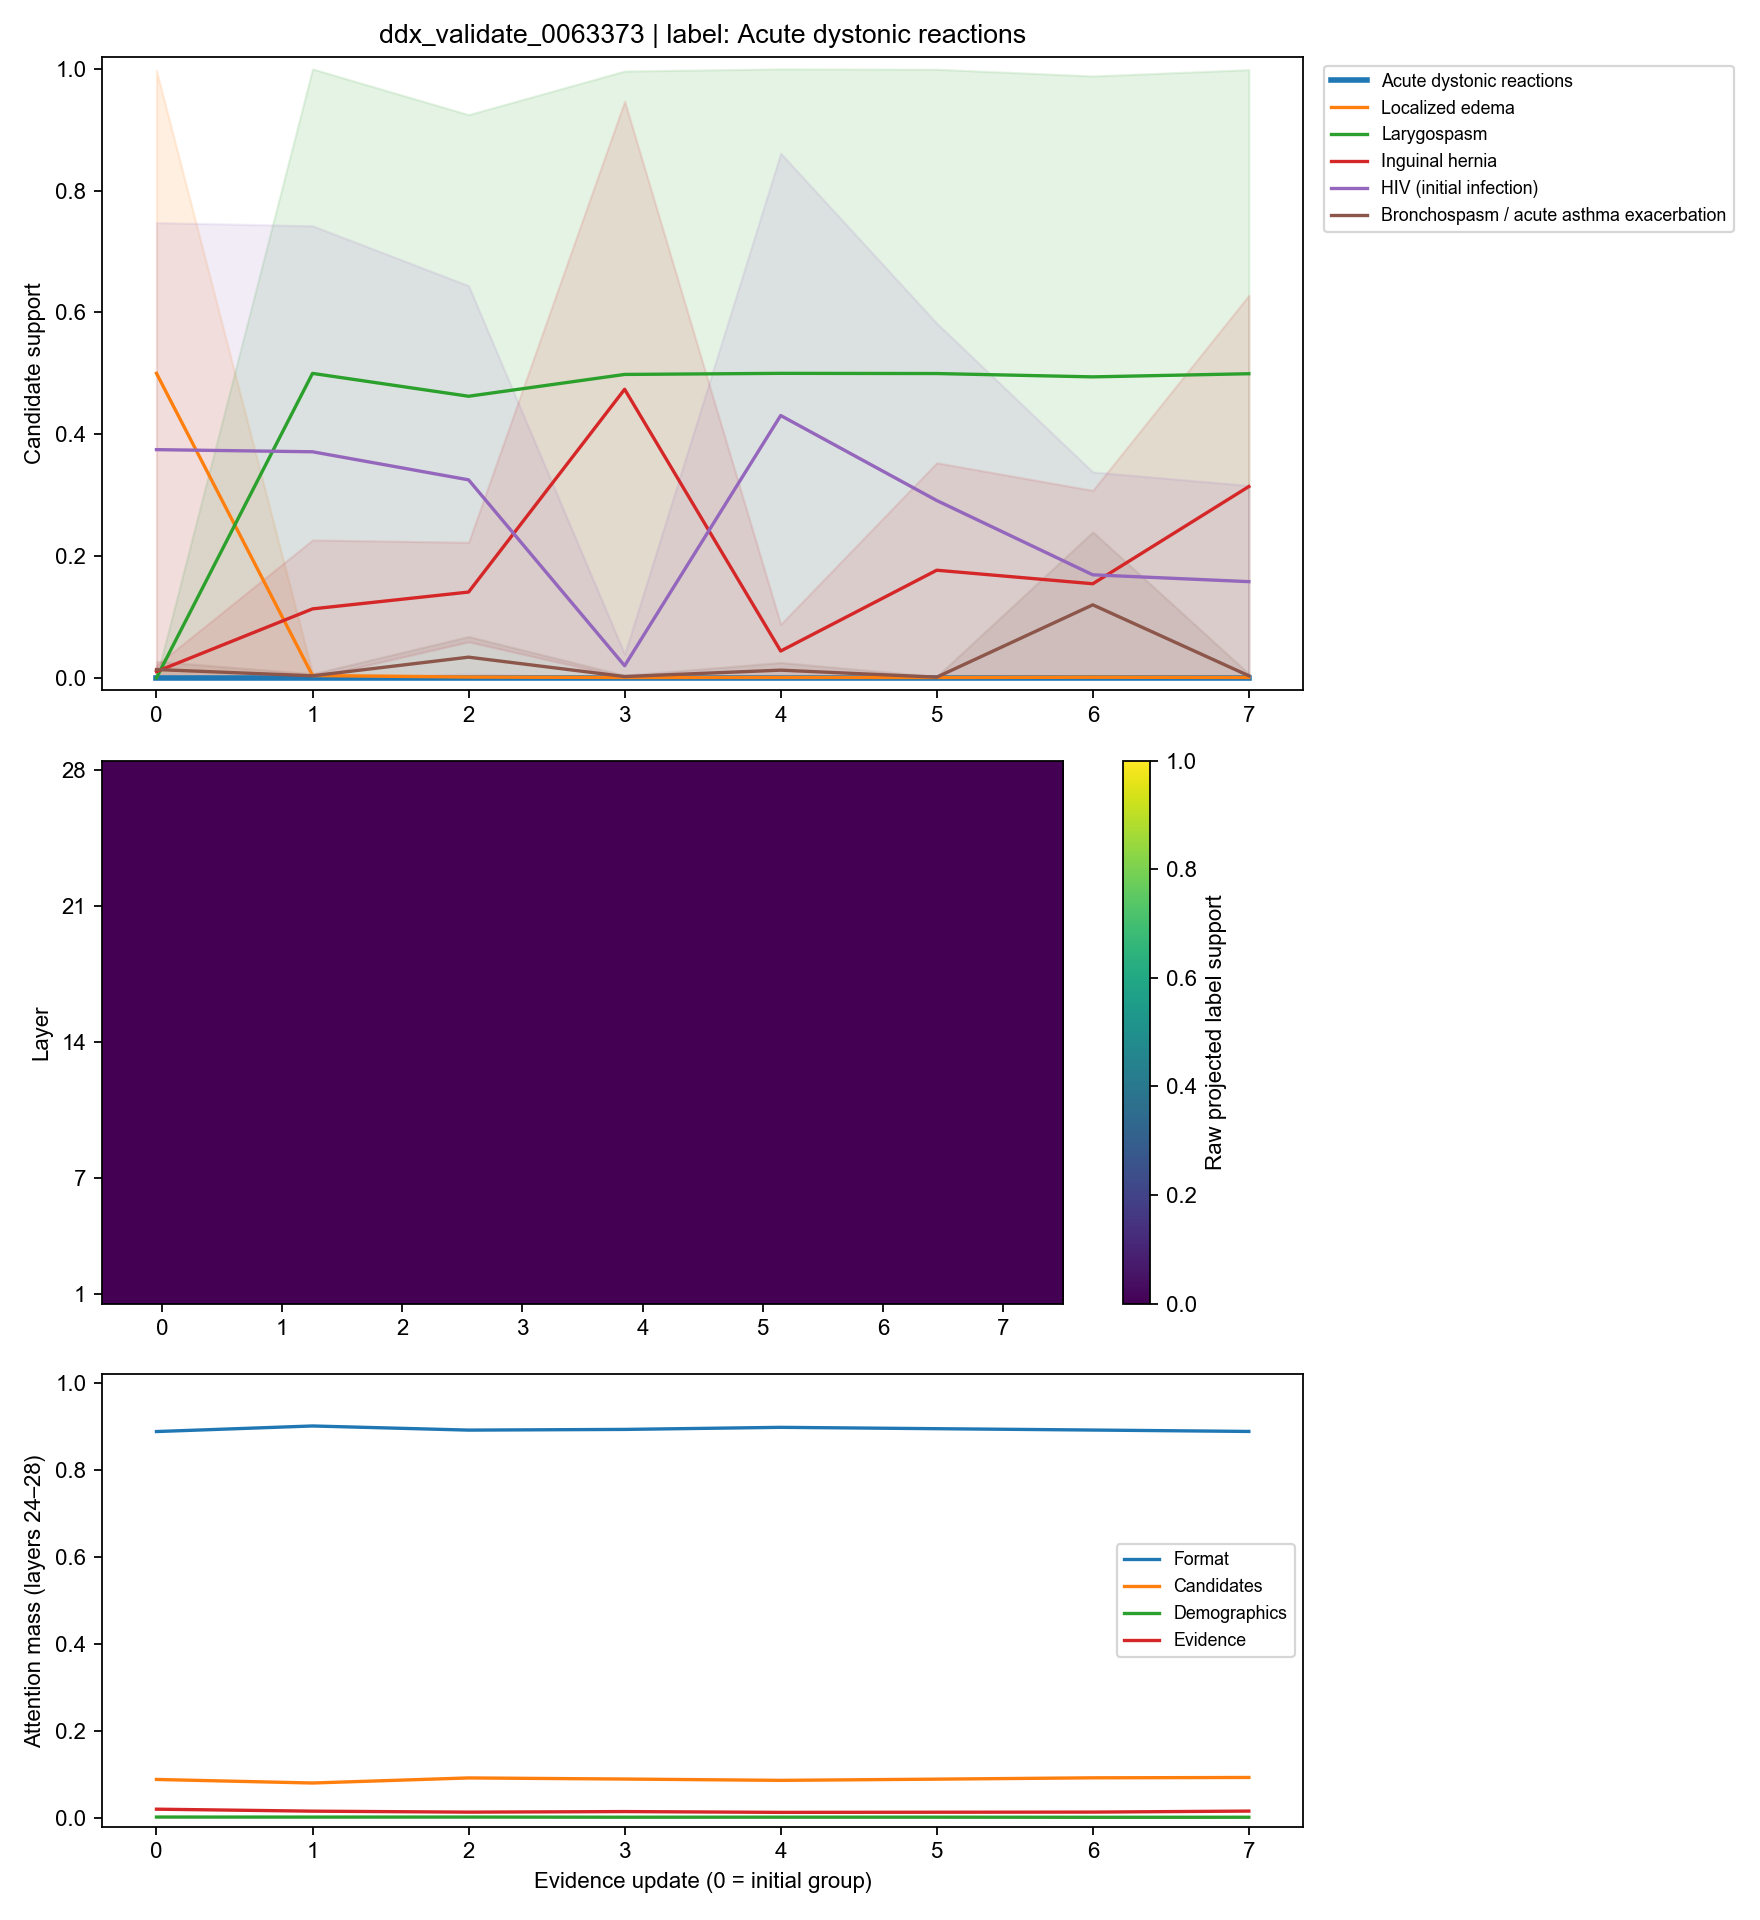 ddx_validate_0063373 | label: Acute dystonic reactions
Candidate support
1.0
0.8
0.6
0.4
0.2
0.0
0 1 2 3 4 5 6 7
Acute dystonic reactions
Localized edema
Larygospasm
Inguinal hernia
HIV (initial infection)
Bronchospasm / acute asthma exacerbation
Layer
28
21
14
7
1
0 1 2 3 4 5 6 7
1.0
0.8
0.6
0.4
0.2
0.0
Raw projected label support
Attention mass (layers 24–28)
1.0
0.8
0.6
0.4
0.2
0.0
Format
Candidates
Demographics
Evidence
0 1 2 3 4 5 6 7
Evidence update (0 = initial group)